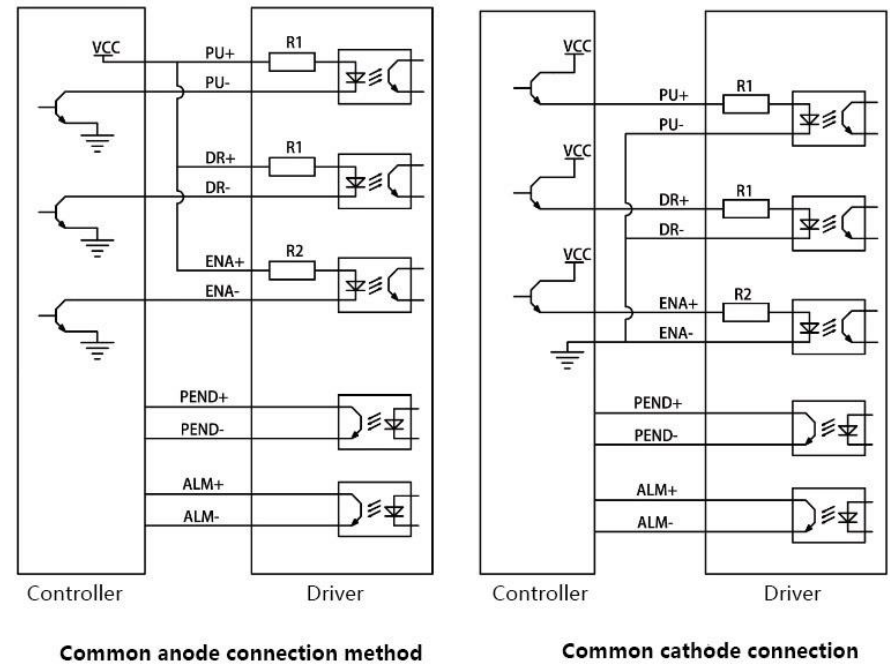 VCC
PU+
R1
PU-
DR+
R1
DR-
ENA+
R2
ENA-
PEND+
PEND-
ALM+
ALM-
Controller
Driver
Common anode connection method
VCC
PU+
R1
PU-
VCC
DR+
R1
DR-
VCC
ENA+
R2
ENA-
PEND+
PEND-
ALM+
ALM-
Controller
Driver
Common cathode connection